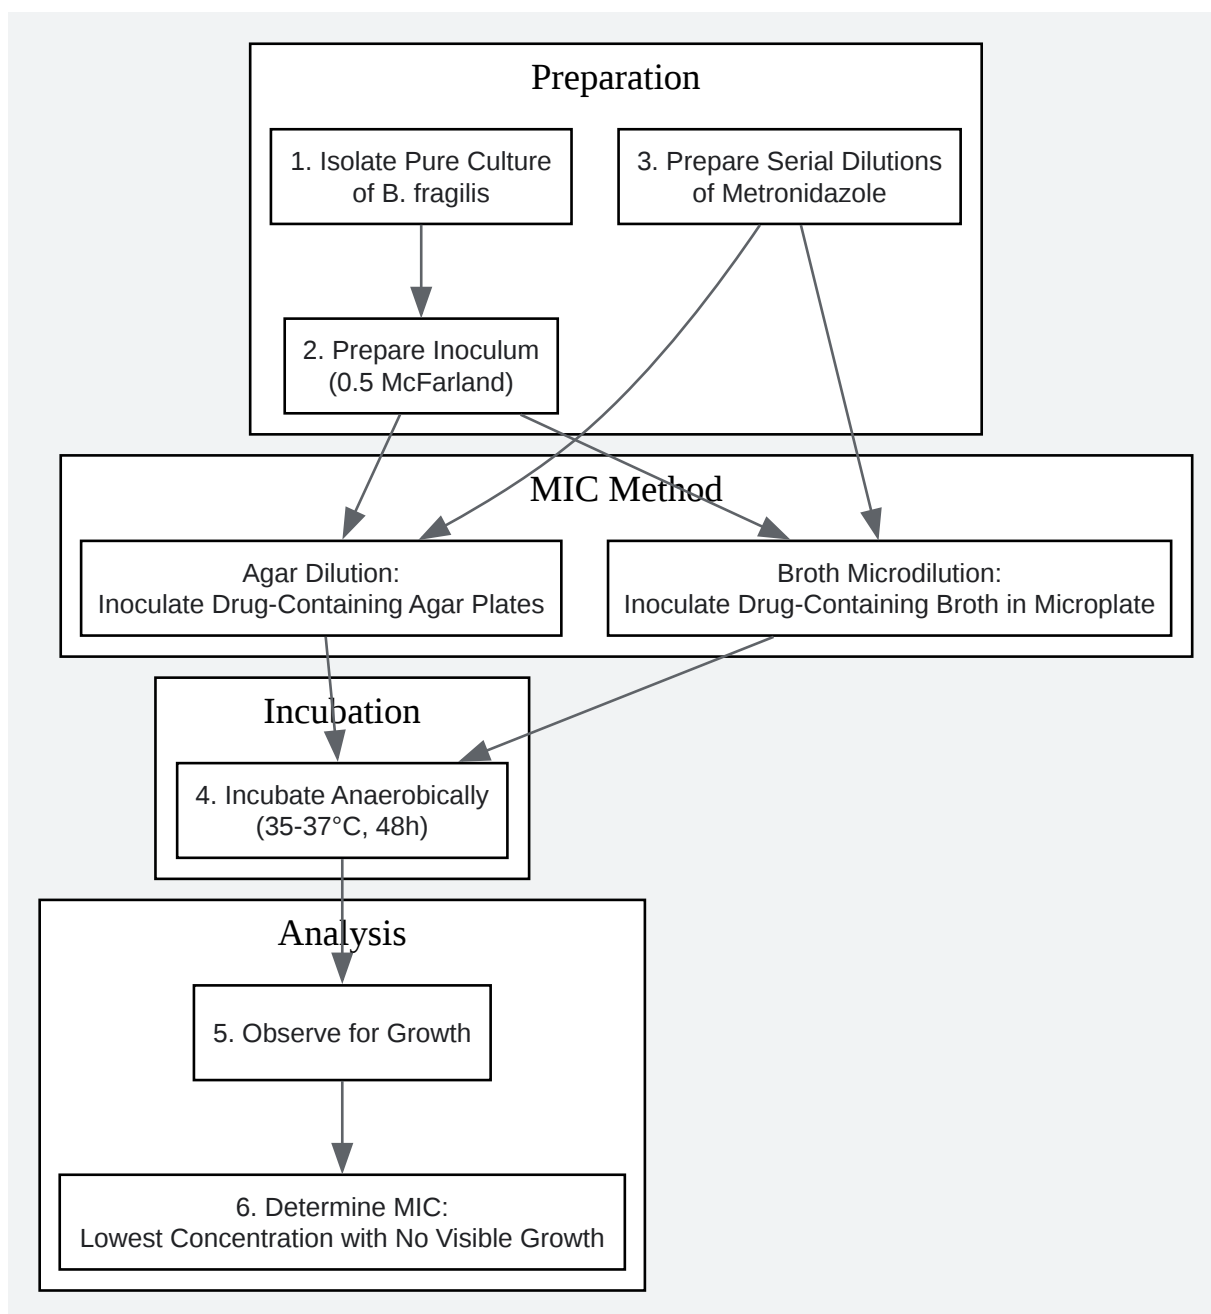 Preparation
1. Isolate Pure Culture
of B. fragilis
3. Prepare Serial Dilutions
of Metronidazole
2. Prepare Inoculum
(0.5 McFarland)
MIC Method
Agar Dilution:
Inoculate Drug-Containing Agar Plates
Broth Microdilution:
Inoculate Drug-Containing Broth in Microplate
Incubation
4. Incubate Anaerobically
(35-37°C, 48h)
Analysis
5. Observe for Growth
6. Determine MIC:
Lowest Concentration with No Visible Growth